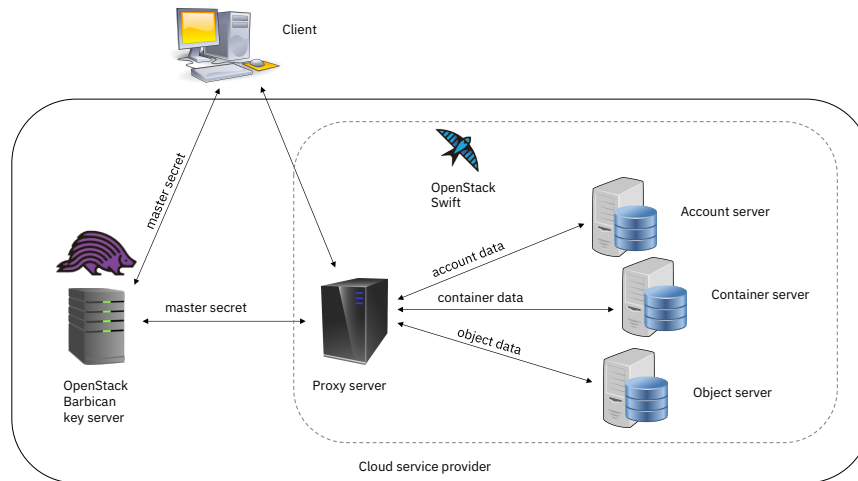 Client
master secret
OpenStack
Swift
Account server
account data
master secret
container data
Container server
object data
OpenStack
Barbican
key server
Proxy server
Object server
Cloud service provider